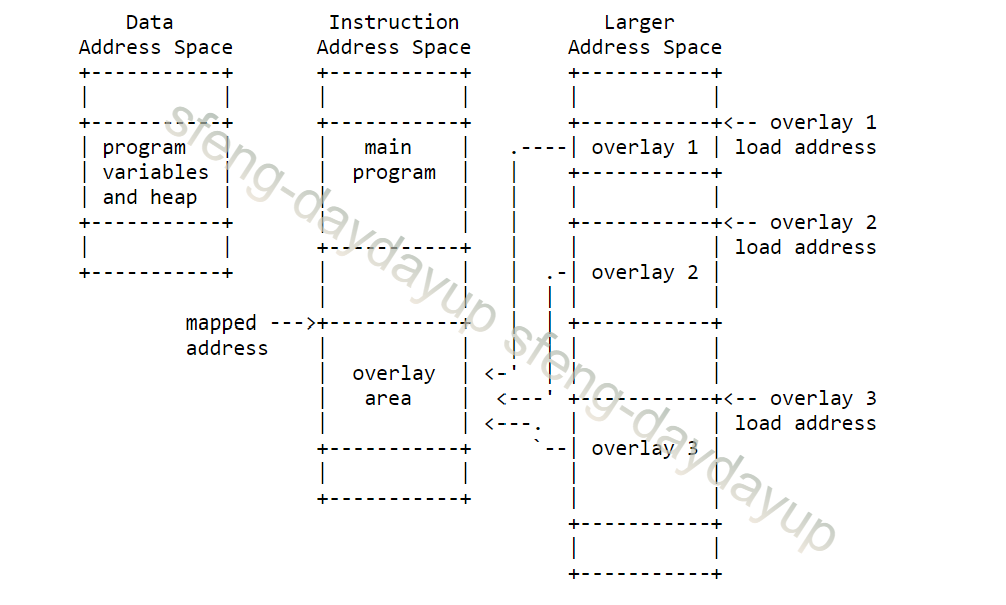 Data Instruction Larger
Address Space Address Space Address Space
<-- overlay 1
program main overlay 1 load address
variables program
and heap
<-- overlay 2
load address
overlay 2
mapped --->
address
overlay <-'
area <---' <-- overlay 3
<---. load address
`-- overlay 3
sfeng-daydayup sfeng-daydayup